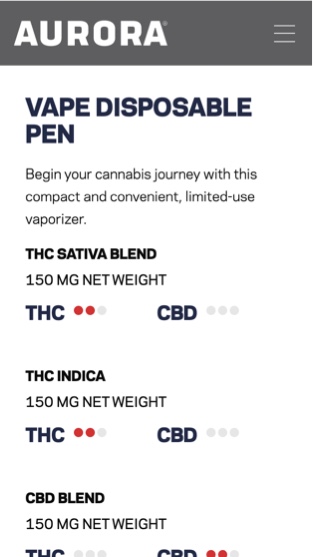 AURORA®
VAPE DISPOSABLE
PEN
Begin your cannabis journey with this
compact and convenient, limited-use
vaporizer.
THC SATIVA BLEND
150 MG NET WEIGHT
THC CBD
THC INDICA
150 MG NET WEIGHT
THC CBD
CBD BLEND
150 MG NET WEIGHT
THC CBD